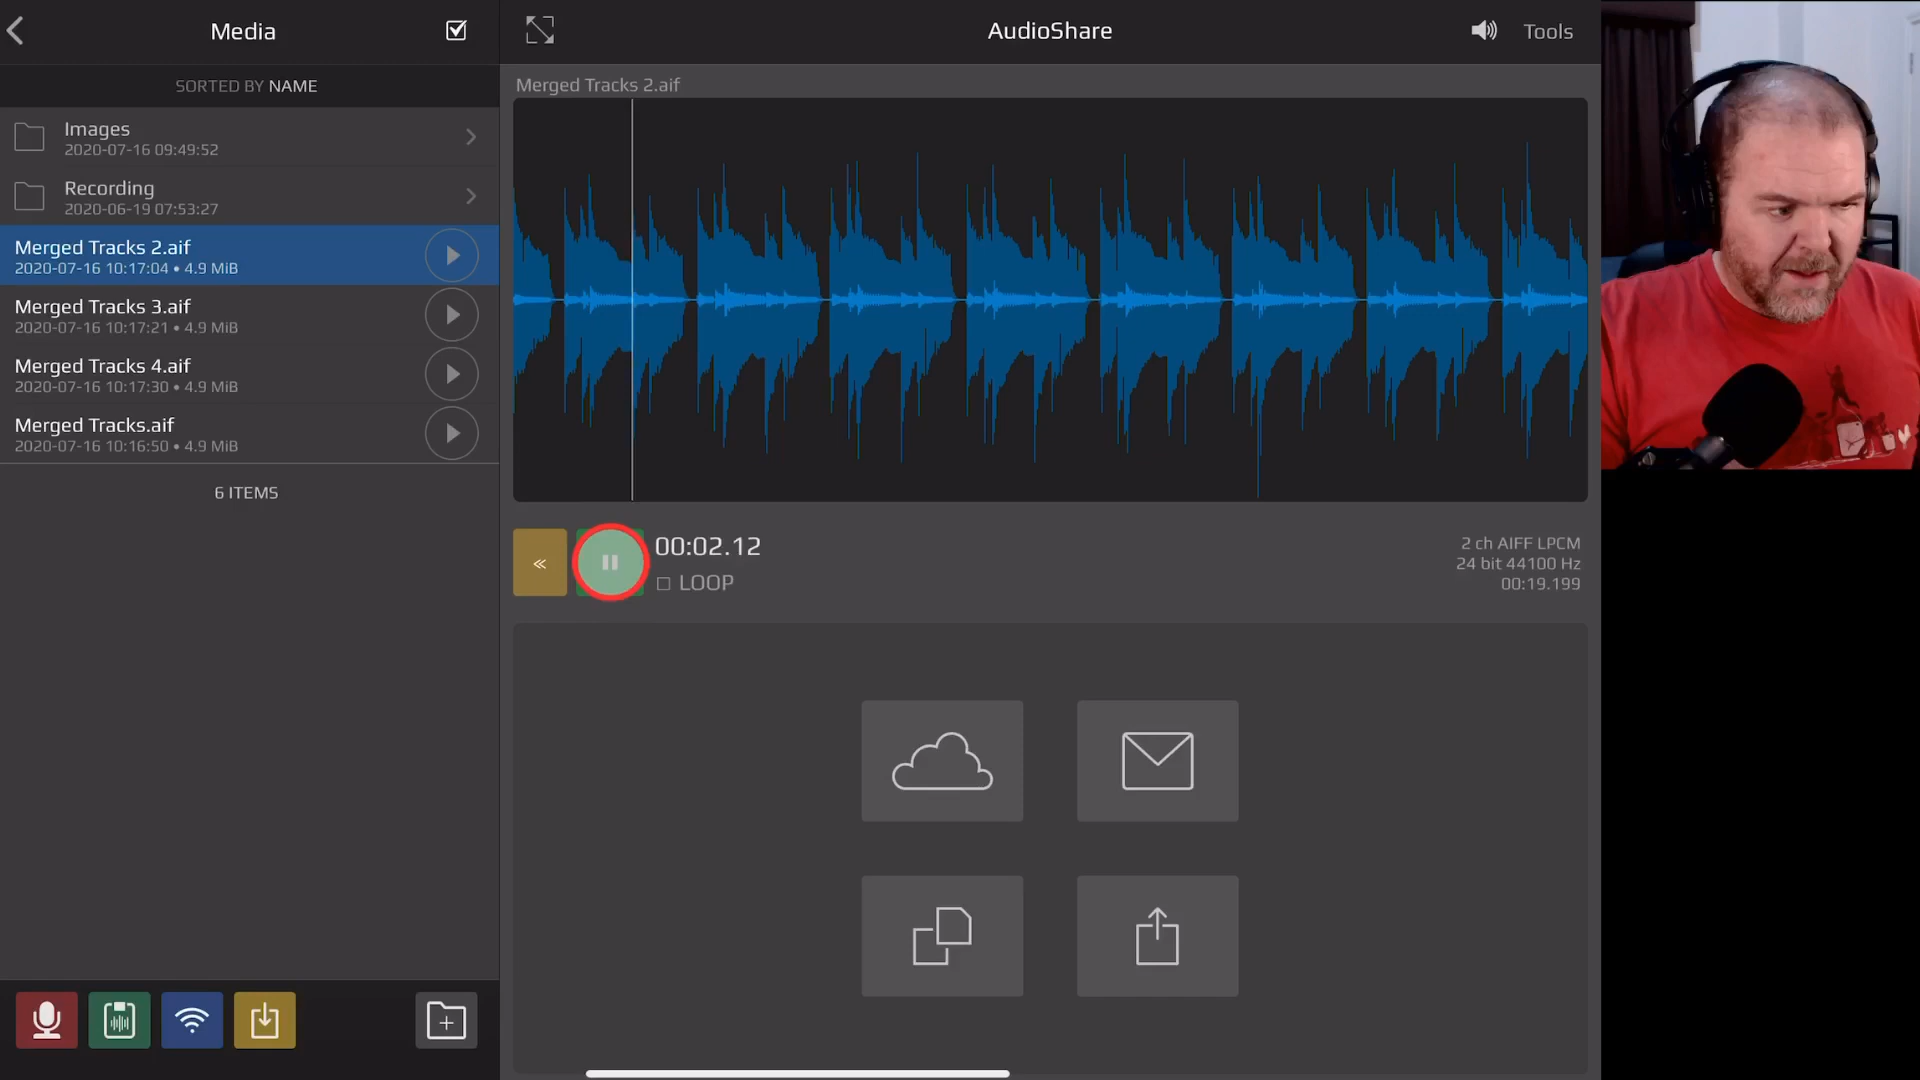 Media
AudioShare
Tools
SORTED BY NAME
Merged Tracks 2.aif
Images
2020-07-16 09:49:52
Recording
2020-06-19 07:53:27
Merged Tracks 2.aif
2020-07-16 10:17:04 • 4.9 MiB
Merged Tracks 3.aif
2020-07-16 10:17:21 • 4.9 MiB
Merged Tracks 4.aif
2020-07-16 10:17:30 • 4.9 MiB
Merged Tracks.aif
2020-07-16 10:16:50 • 4.9 MiB
6 ITEMS
00:02.12
LOOP
2 ch AIFF LPCM
24 bit 44100 Hz
00:19.199